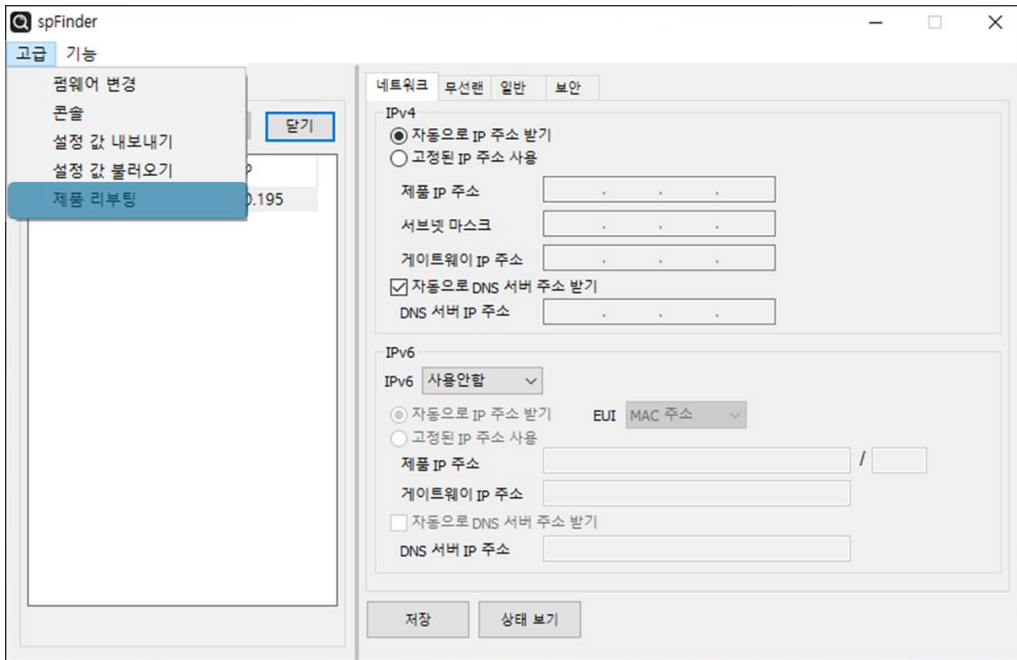 spFinder
고급 기능
펌웨어 변경
콘솔
설정 값 내보내기
설정 값 불러오기
제품 리부팅
닫기
0.195
네트워크 무선랜 일반 보안
IPv4
자동으로 IP 주소 받기
고정된 IP 주소 사용
제품 IP 주소 . . .
서브넷 마스크 . . .
게이트웨이 IP 주소 . . .
자동으로 DNS 서버 주소 받기
DNS 서버 IP 주소 . . .
IPv6
IPv6 사용안함
자동으로 IP 주소 받기 EUI MAC 주소
고정된 IP 주소 사용
제품 IP 주소 /
게이트웨이 IP 주소
자동으로 DNS 서버 주소 받기
DNS 서버 IP 주소
저장 상태 보기